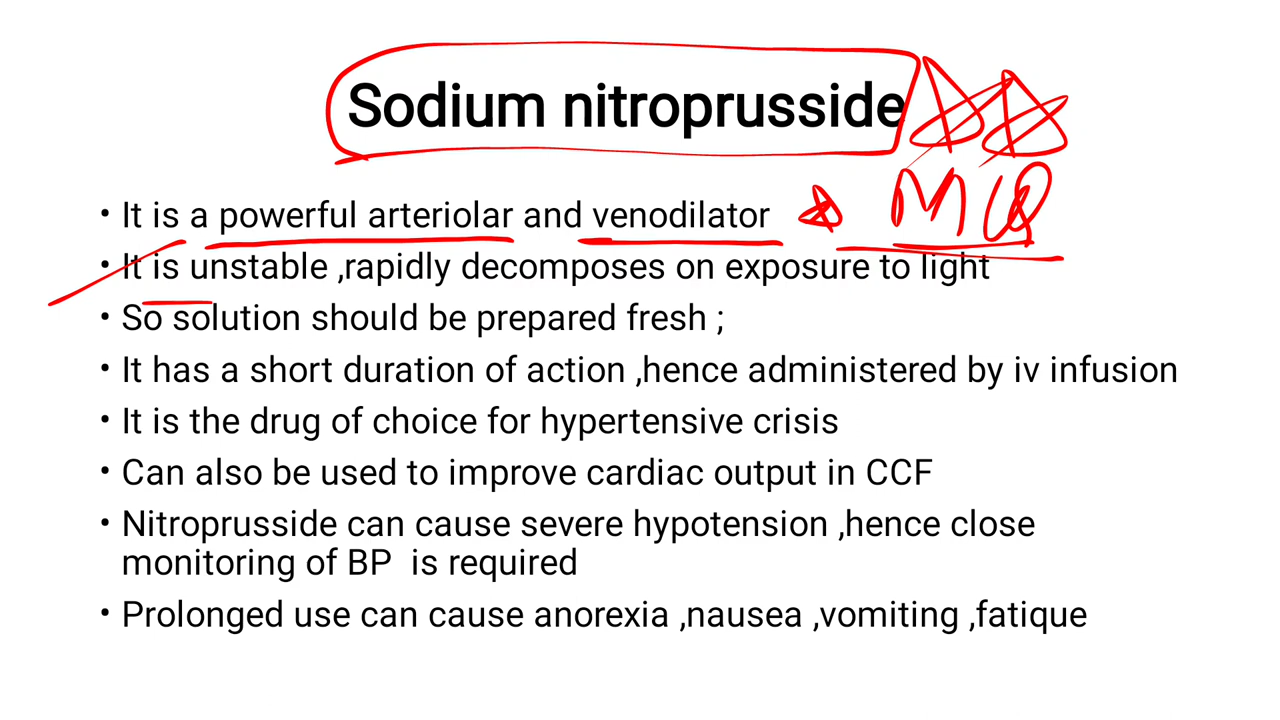 Sodium nitroprusside
• It is a powerful arteriolar and venodilator
MCQ
• It is unstable ,rapidly decomposes on exposure to light
• So solution should be prepared fresh ;
• It has a short duration of action ,hence administered by iv infusion
• It is the drug of choice for hypertensive crisis
• Can also be used to improve cardiac output in CCF
• Nitroprusside can cause severe hypotension ,hence close
monitoring of BP  is required
• Prolonged use can cause anorexia ,nausea ,vomiting ,fatique